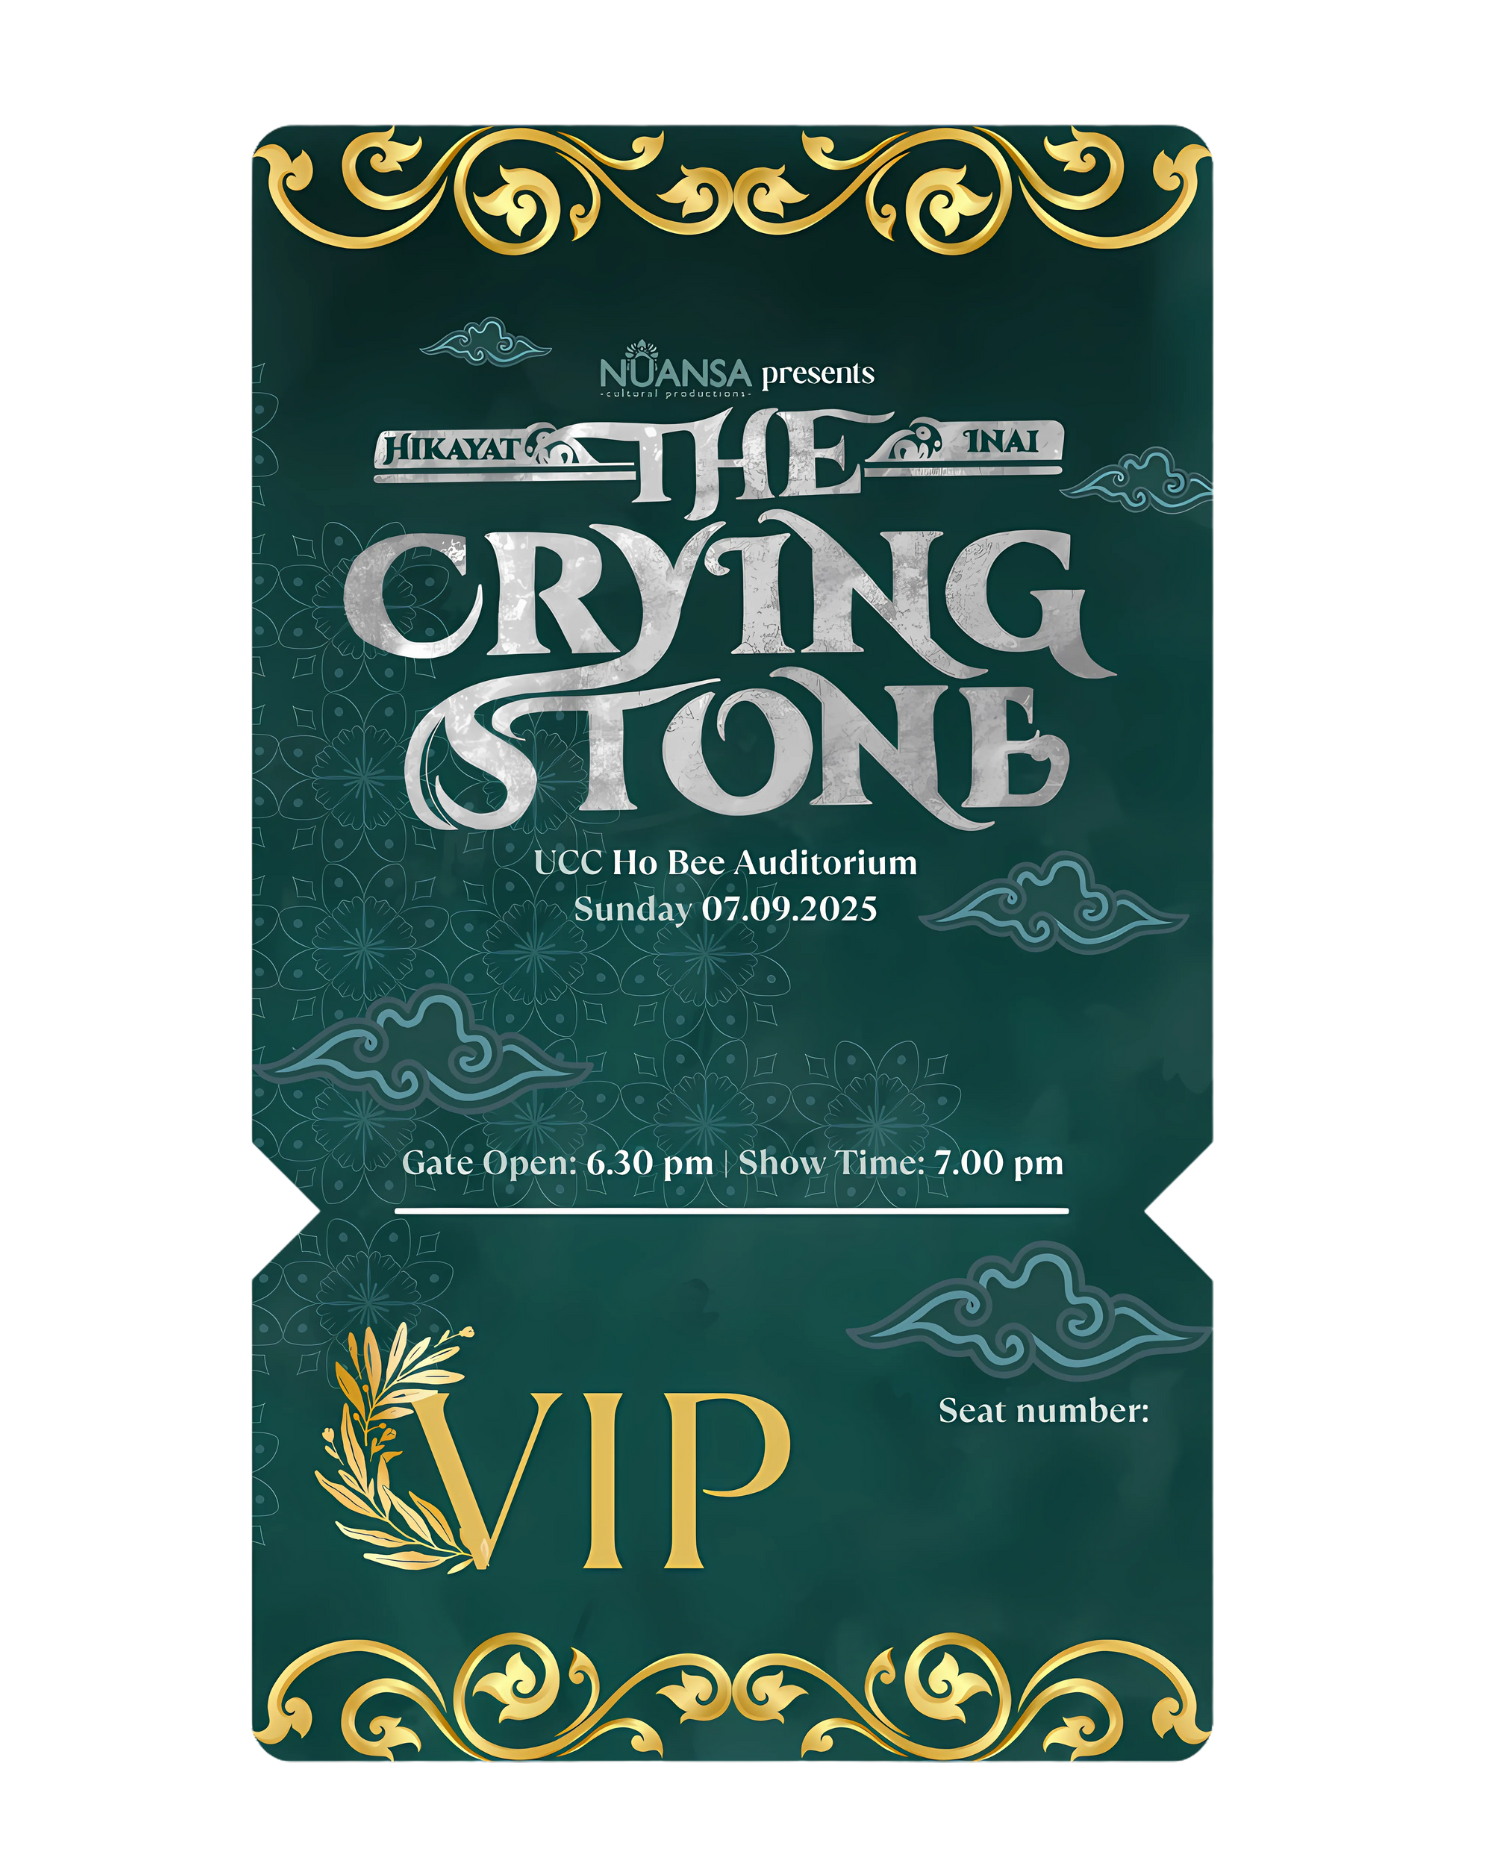 NUANSA presents
-cultural productions-
HIKAYAT THE INAI
CRYING
STONE
UCC Ho Bee Auditorium
Sunday 07.09.2025
Gate Open: 6.30 pm | Show Time: 7.00 pm
VIP
Seat number: